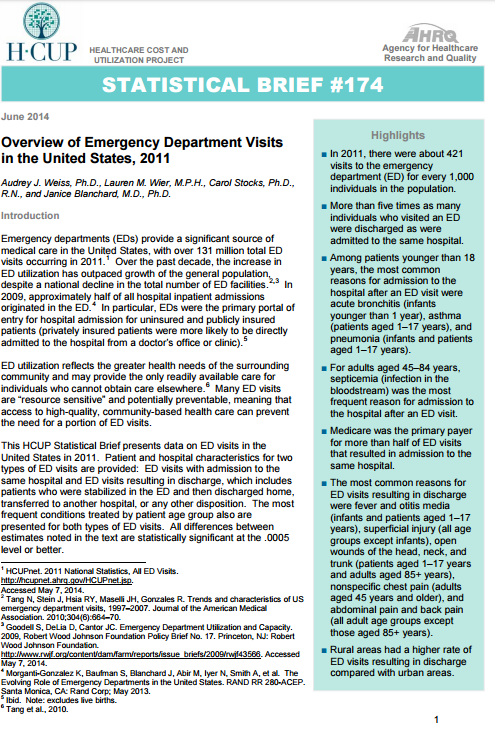 H·CUP
HEALTHCARE COST AND
UTILIZATION PROJECT
AHRQ
Agency for Healthcare
Research and Quality
STATISTICAL BRIEF #174
June 2014
Overview of Emergency Department Visits
in the United States, 2011
Audrey J. Weiss, Ph.D., Lauren M. Wier, M.P.H., Carol Stocks, Ph.D.,
R.N., and Janice Blanchard, M.D., Ph.D.
Introduction
Emergency departments (EDs) provide a significant source of
medical care in the United States, with over 131 million total ED
visits occurring in 2011.¹ Over the past decade, the increase in
ED utilization has outpaced growth of the general population,
despite a national decline in the total number of ED facilities.²,³ In
2009, approximately half of all hospital inpatient admissions
originated in the ED.⁴ In particular, EDs were the primary portal of
entry for hospital admission for uninsured and publicly insured
patients (privately insured patients were more likely to be directly
admitted to the hospital from a doctor's office or clinic).⁵
ED utilization reflects the greater health needs of the surrounding
community and may provide the only readily available care for
individuals who cannot obtain care elsewhere.⁶ Many ED visits
are "resource sensitive" and potentially preventable, meaning that
access to high-quality, community-based health care can prevent
the need for a portion of ED visits.
This HCUP Statistical Brief presents data on ED visits in the
United States in 2011. Patient and hospital characteristics for two
types of ED visits are provided: ED visits with admission to the
same hospital and ED visits resulting in discharge, which includes
patients who were stabilized in the ED and then discharged home,
transferred to another hospital, or any other disposition. The most
frequent conditions treated by patient age group also are
presented for both types of ED visits. All differences between
estimates noted in the text are statistically significant at the .0005
level or better.
¹ HCUPnet. 2011 National Statistics, All ED Visits.
http://hcupnet.ahrq.gov/HCUPnet.jsp.
Accessed May 7, 2014.
² Tang N, Stein J, Hsia RY, Maselli JH, Gonzales R. Trends and characteristics of US
emergency department visits, 1997–2007. Journal of the American Medical
Association. 2010;304(6):664–70.
³ Goodell S, DeLia D, Cantor JC. Emergency Department Utilization and Capacity.
2009, Robert Wood Johnson Foundation Policy Brief No. 17. Princeton, NJ: Robert
Wood Johnson Foundation.
http://www.rwjf.org/content/dam/farm/reports/issue_briefs/2009/rwjf43566. Accessed
May 7, 2014.
⁴ Morganti-Gonzalez K, Baufman S, Blanchard J, Abir M, Iyer N, Smith A, et al. The
Evolving Role of Emergency Departments in the United States. RAND RR 280-ACEP.
Santa Monica, CA: Rand Corp; May 2013.
⁵ Ibid. Note: excludes live births.
⁶ Tang et al., 2010.
Highlights
■ In 2011, there were about 421
visits to the emergency
department (ED) for every 1,000
individuals in the population.
■ More than five times as many
individuals who visited an ED
were discharged as were
admitted to the same hospital.
■ Among patients younger than 18
years, the most common
reasons for admission to the
hospital after an ED visit were
acute bronchitis (infants
younger than 1 year), asthma
(patients aged 1–17 years), and
pneumonia (infants and patients
aged 1–17 years).
■ For adults aged 45–84 years,
septicemia (infection in the
bloodstream) was the most
frequent reason for admission to
the hospital after an ED visit.
■ Medicare was the primary payer
for more than half of ED visits
that resulted in admission to the
same hospital.
■ The most common reasons for
ED visits resulting in discharge
were fever and otitis media
(infants and patients aged 1–17
years), superficial injury (all age
groups except infants), open
wounds of the head, neck, and
trunk (patients aged 1–17 years
and adults aged 85+ years),
nonspecific chest pain (adults
aged 45 years and older), and
abdominal pain and back pain
(all adult age groups except
those aged 85+ years).
■ Rural areas had a higher rate of
ED visits resulting in discharge
compared with urban areas.
1